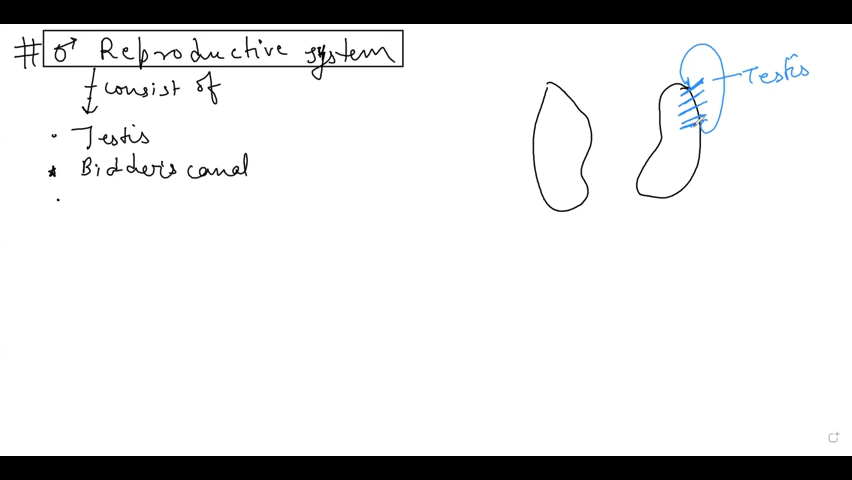 # ♂ Reproductive system
consist of
• Testis
* Bidder's canal
•
Testis